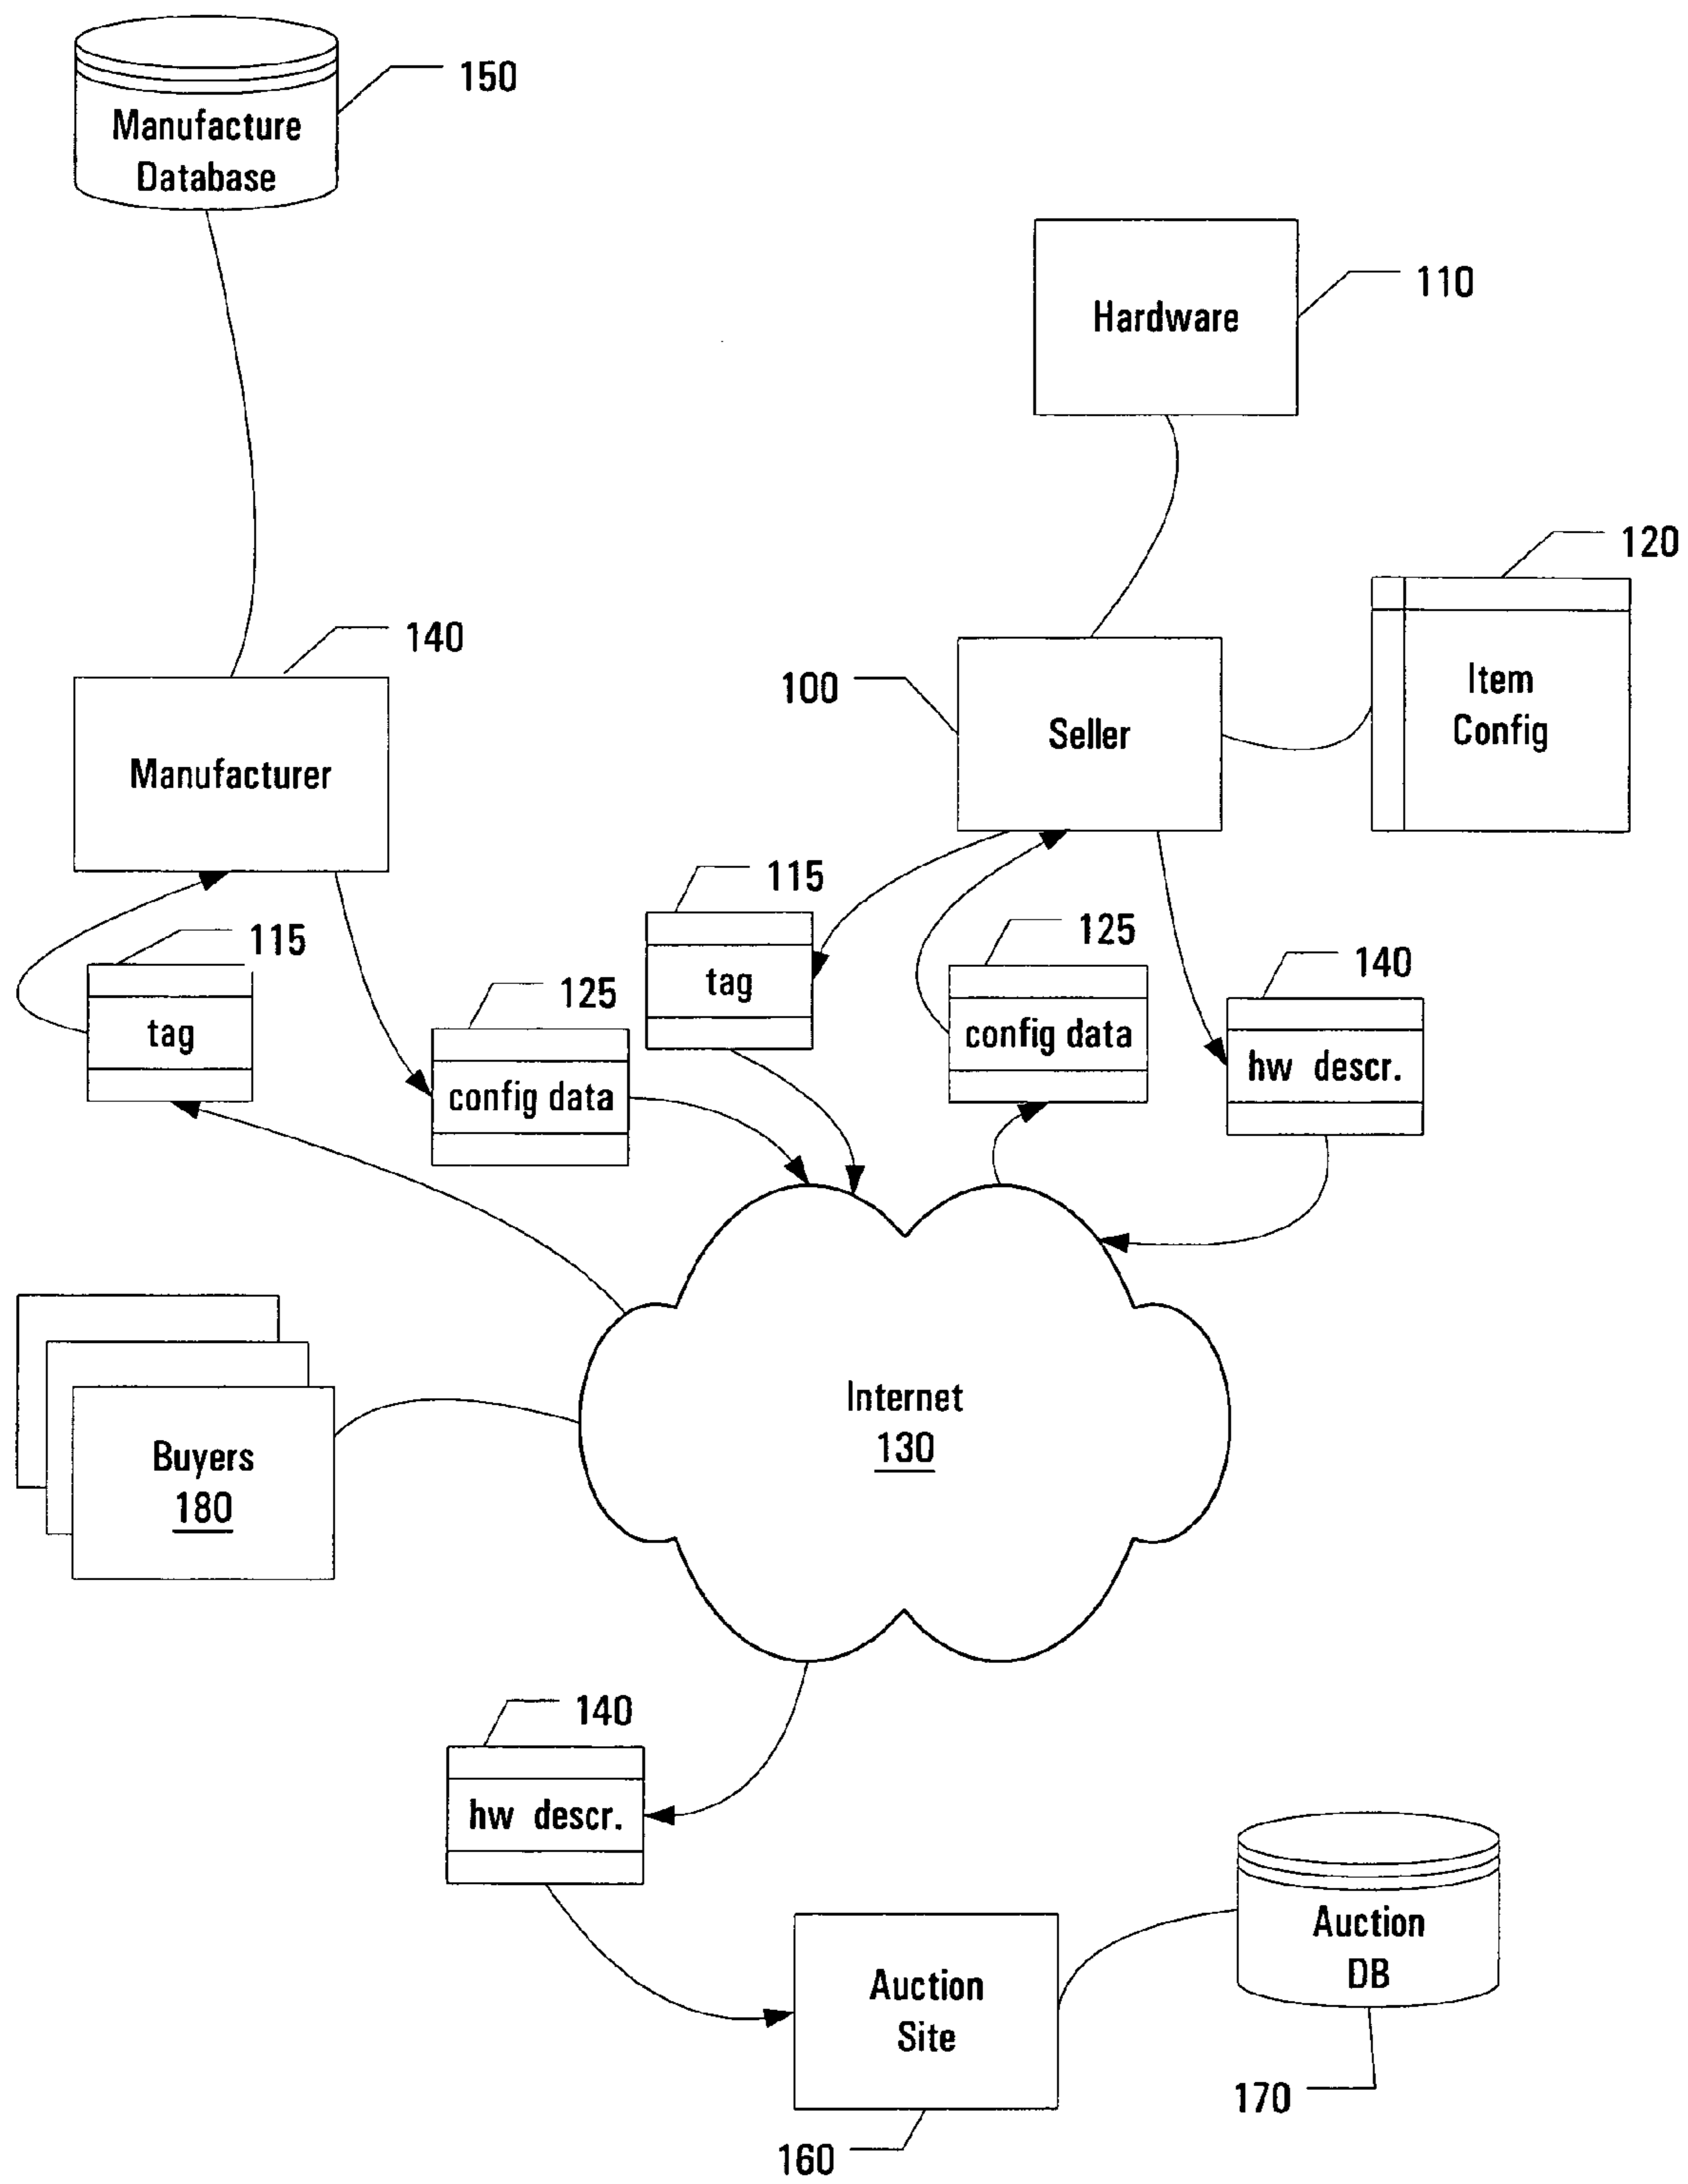 150
Manufacture
Database
110
Hardware
120
140
100
Item
Config
Seller
Manufacturer
115
115
125
140
125
tag
tag
config data
hw descr.
config data
Internet
130
Buyers
180
140
hw descr.
Auction
DB
Auction
Site
170
160